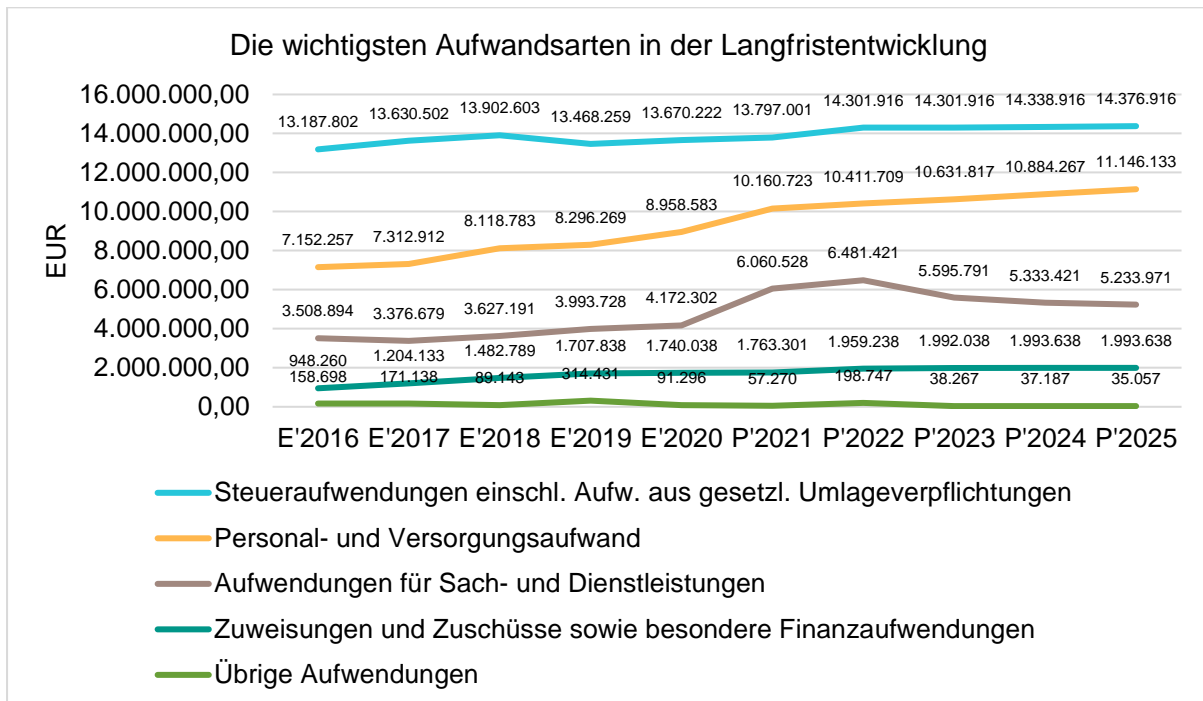 Die wichtigsten Aufwandsarten in der Langfristentwicklung
EUR
16.000.000,00
14.000.000,00
12.000.000,00
10.000.000,00
8.000.000,00
6.000.000,00
4.000.000,00
2.000.000,00
0,00
13.187.802 13.630.502 13.902.603 13.468.259 13.670.222 13.797.001 14.301.916 14.301.916 14.338.916 14.376.916
7.152.257 7.312.912 8.118.783 8.296.269 8.958.583 10.160.723 10.411.709 10.631.817 10.884.267 11.146.133
3.508.894 3.376.679 3.627.191 3.993.728 4.172.302 6.060.528 6.481.421 5.595.791 5.333.421 5.233.971
948.260 1.204.133 1.482.789 1.707.838 1.740.038 1.763.301 1.959.238 1.992.038 1.993.638 1.993.638
158.698 171.138 89.143 314.431 91.296 57.270 198.747 38.267 37.187 35.057
E'2016 E'2017 E'2018 E'2019 E'2020 P'2021 P'2022 P'2023 P'2024 P'2025
Steueraufwendungen einschl. Aufw. aus gesetzl. Umlageverpflichtungen
Personal- und Versorgungsaufwand
Aufwendungen für Sach- und Dienstleistungen
Zuweisungen und Zuschüsse sowie besondere Finanzaufwendungen
Übrige Aufwendungen